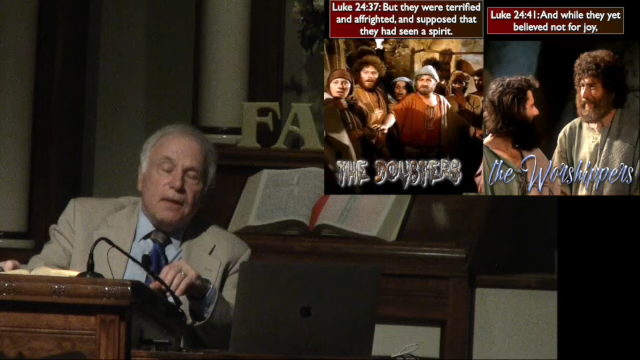 Luke 24:37: But they were terrified
and affrighted, and supposed that
they had seen a spirit.
Luke 24:41: And while they yet
believed not for joy,
THE DOUBTERS
the Worshippers
FA